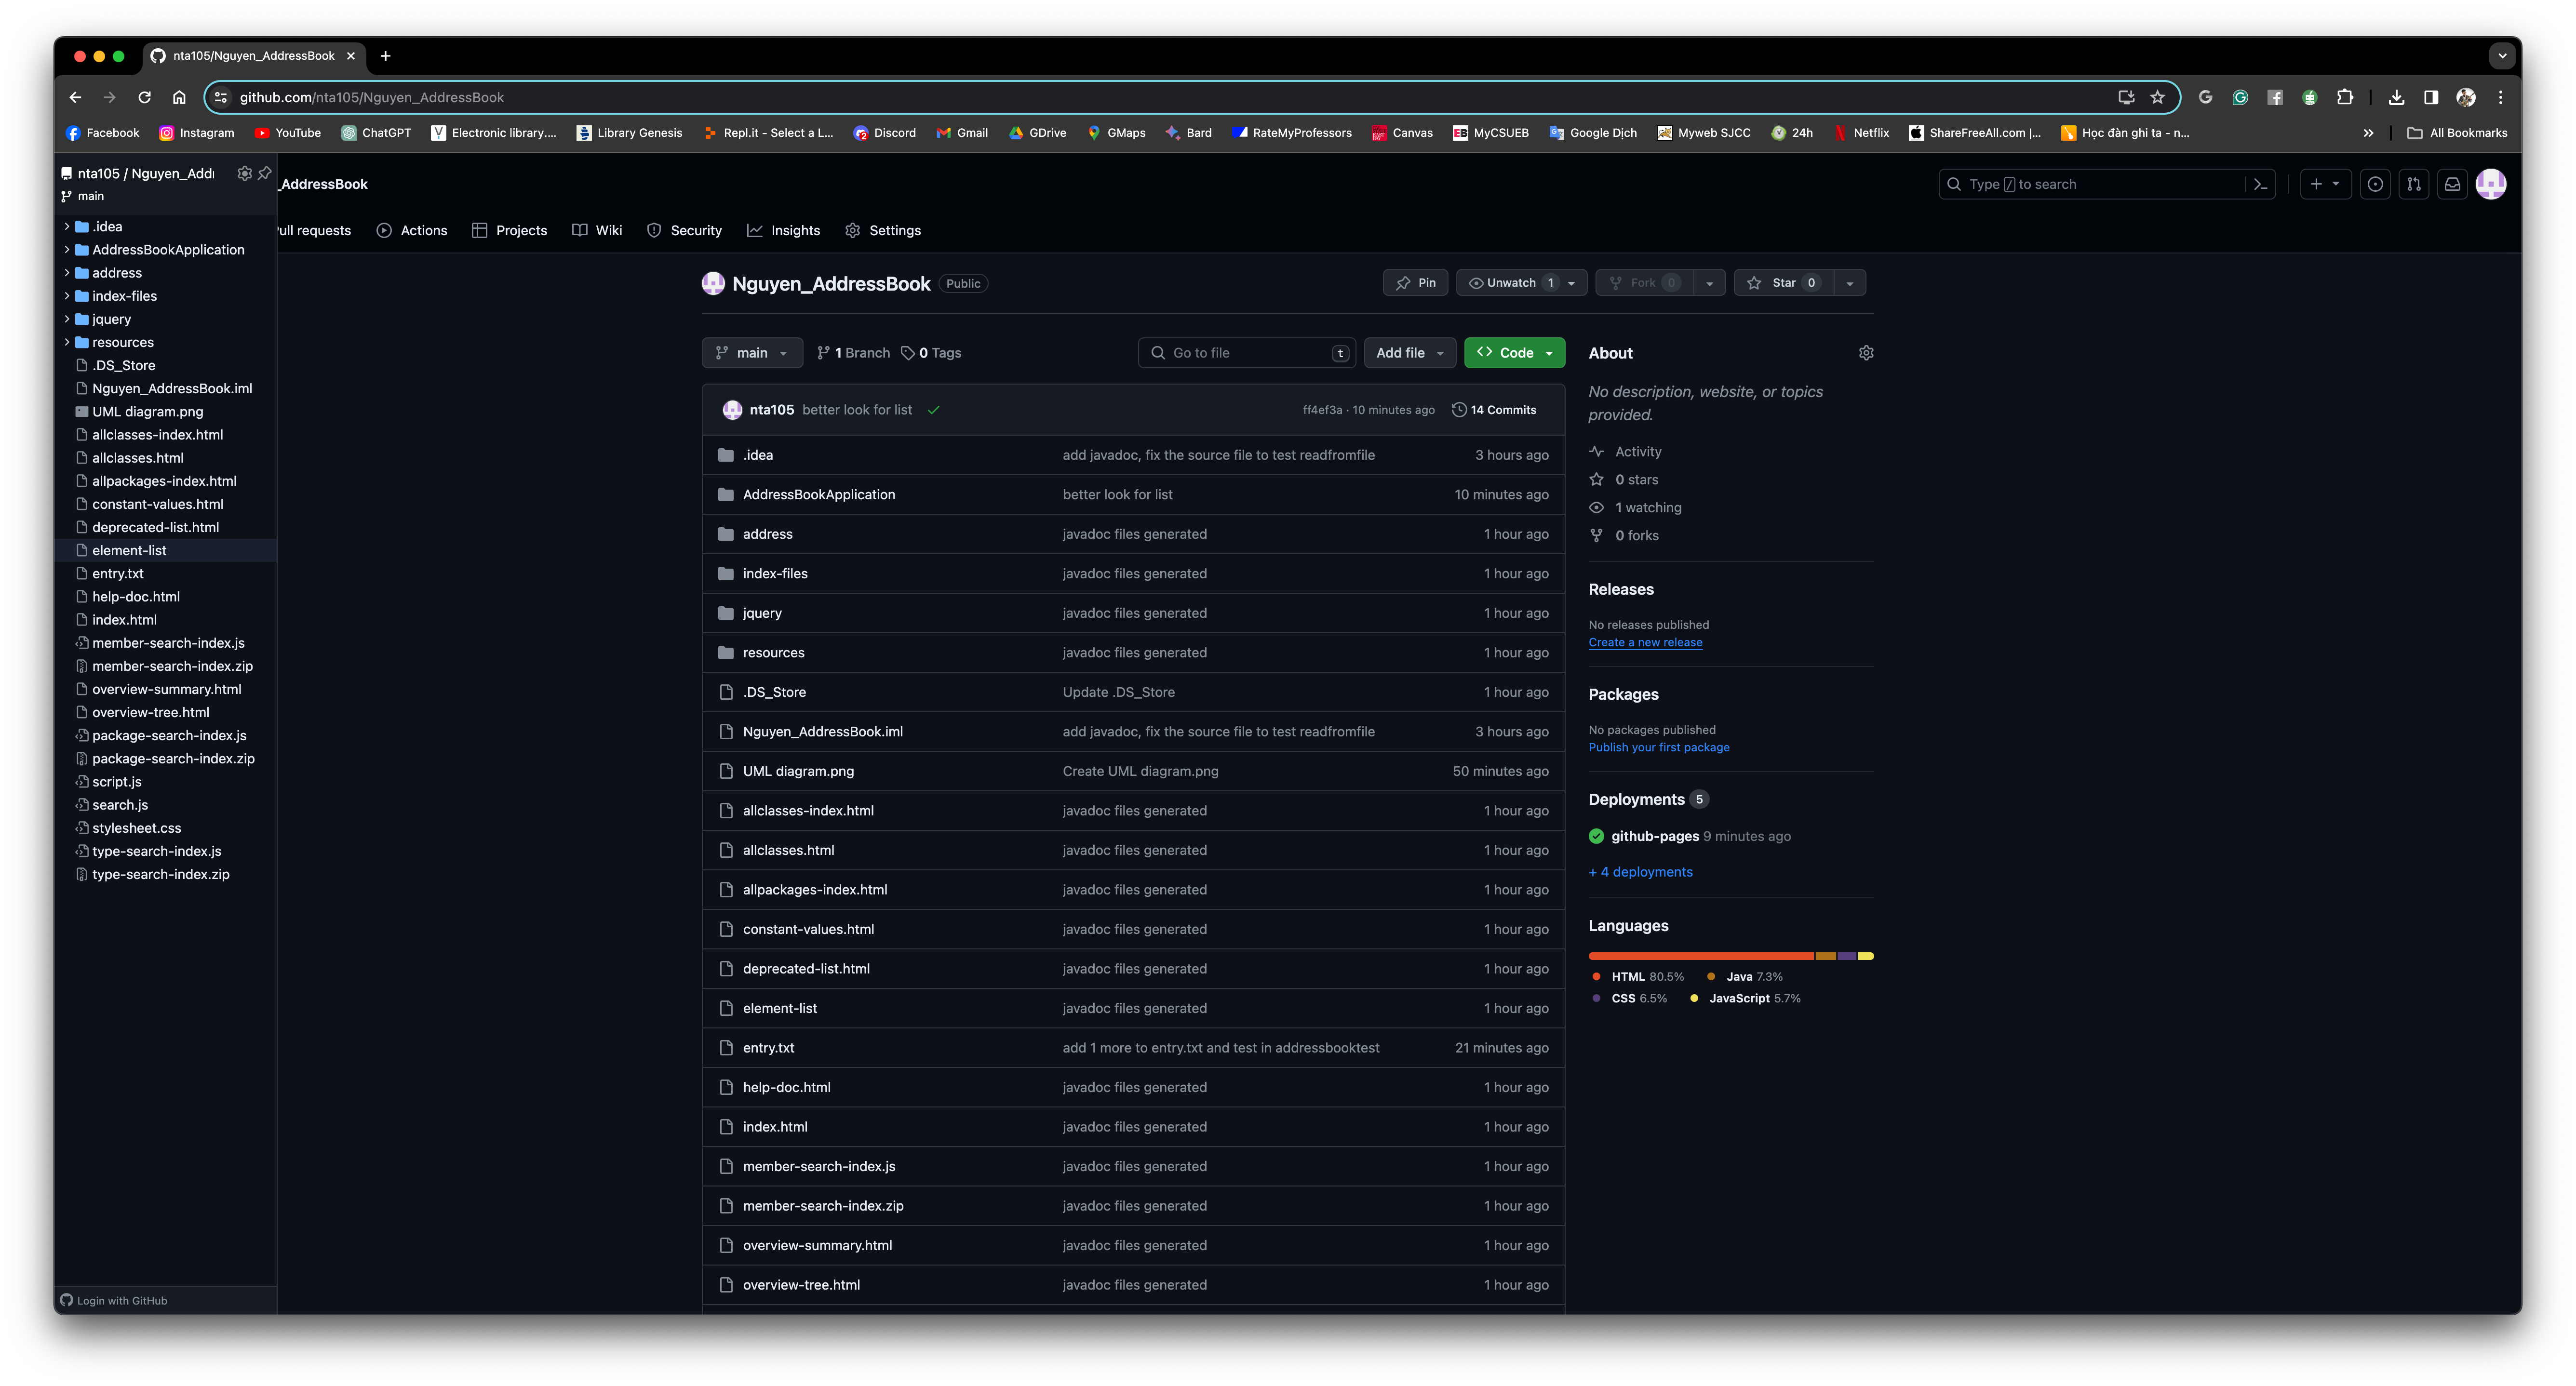 nta105/Nguyen_AddressBook
github.com/nta105/Nguyen_AddressBook
Facebook Instagram YouTube ChatGPT Electronic library.... Library Genesis Repl.it - Select a L... Discord Gmail GDrive GMaps Bard RateMyProfessors Canvas MyCSUEB Google Dịch Myweb SJCC 24h Netflix ShareFreeAll.com |... Học đàn ghi ta - n... All Bookmarks
nta105 / Nguyen_Add
main
.idea
AddressBookApplication
address
index-files
jquery
resources
.DS_Store
Nguyen_AddressBook.iml
UML diagram.png
allclasses-index.html
allclasses.html
allpackages-index.html
constant-values.html
deprecated-list.html
element-list
entry.txt
help-doc.html
index.html
member-search-index.js
member-search-index.zip
overview-summary.html
overview-tree.html
package-search-index.js
package-search-index.zip
script.js
search.js
stylesheet.css
type-search-index.js
type-search-index.zip
Login with GitHub
_AddressBook
Type / to search
ull requests Actions Projects Wiki Security Insights Settings
Nguyen_AddressBook Public
Pin Unwatch 1 Fork 0 Star 0
main 1 Branch 0 Tags Go to file t Add file Code
nta105 better look for list ff4ef3a · 10 minutes ago 14 Commits
.idea add javadoc, fix the source file to test readfromfile 3 hours ago
AddressBookApplication better look for list 10 minutes ago
address javadoc files generated 1 hour ago
index-files javadoc files generated 1 hour ago
jquery javadoc files generated 1 hour ago
resources javadoc files generated 1 hour ago
.DS_Store Update .DS_Store 1 hour ago
Nguyen_AddressBook.iml add javadoc, fix the source file to test readfromfile 3 hours ago
UML diagram.png Create UML diagram.png 50 minutes ago
allclasses-index.html javadoc files generated 1 hour ago
allclasses.html javadoc files generated 1 hour ago
allpackages-index.html javadoc files generated 1 hour ago
constant-values.html javadoc files generated 1 hour ago
deprecated-list.html javadoc files generated 1 hour ago
element-list javadoc files generated 1 hour ago
entry.txt add 1 more to entry.txt and test in addressbooktest 21 minutes ago
help-doc.html javadoc files generated 1 hour ago
index.html javadoc files generated 1 hour ago
member-search-index.js javadoc files generated 1 hour ago
member-search-index.zip javadoc files generated 1 hour ago
overview-summary.html javadoc files generated 1 hour ago
overview-tree.html javadoc files generated 1 hour ago
About
No description, website, or topics
provided.
Activity
0 stars
1 watching
0 forks
Releases
No releases published
Create a new release
Packages
No packages published
Publish your first package
Deployments 5
github-pages 9 minutes ago
+ 4 deployments
Languages
HTML 80.5% Java 7.3%
CSS 6.5% JavaScript 5.7%